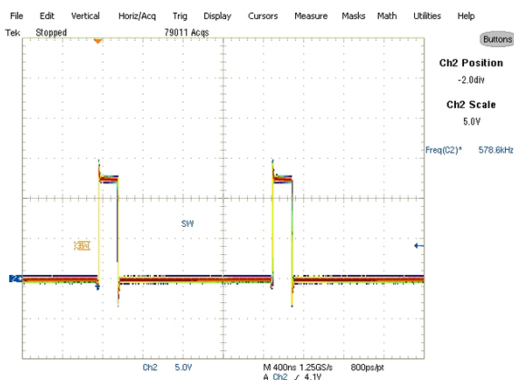 File Edit Vertical Horiz/Acq Trig Display Cursors Measure Masks Math Utilities Help
Tek Stopped 79011 Acqs
Buttons
Ch2 Position
-2.0div
Ch2 Scale
5.0V
Freq(C2)* 578.6kHz
SW
2
Ch2 5.0V M 400ns 1.25GS/s 800ps/pt
A Ch2 / 4.1V